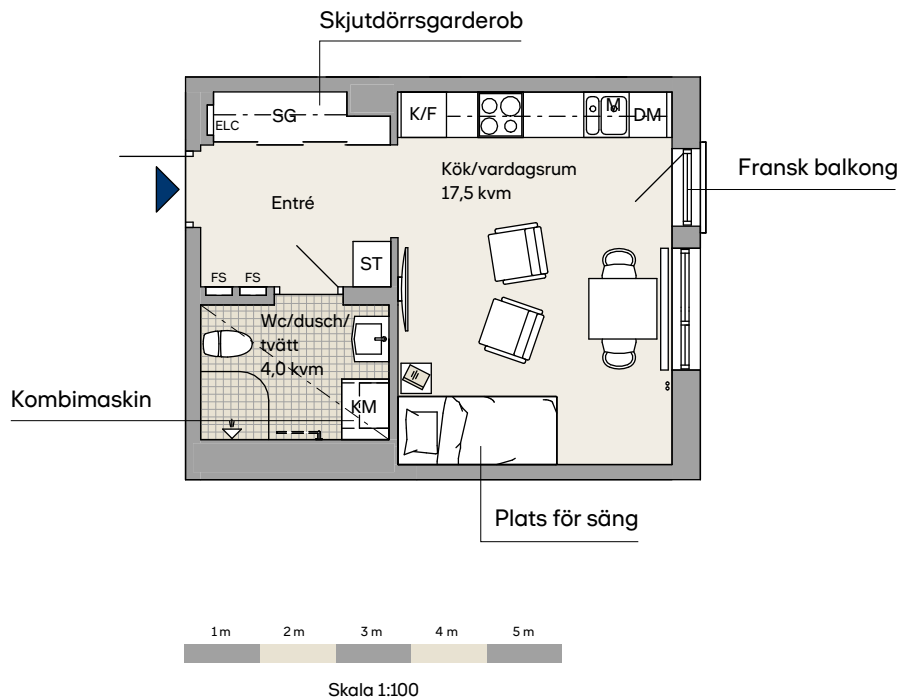 Skjutdörrsgarderob
ELC
SG
K/F
M
DM
Kök/vardagsrum
17,5 kvm
Fransk balkong
Entré
ST
FS
FS
Wc/dusch/
tvätt
4,0 kvm
Kombimaskin
KM
Plats för säng
1 m
2 m
3 m
4 m
5 m
Skala 1:100